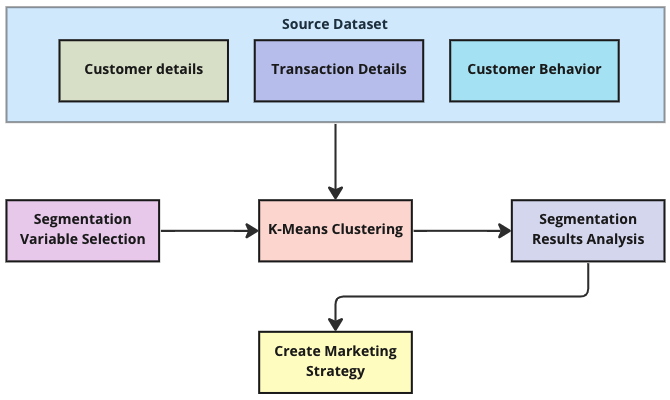 Source Dataset
Customer details
Transaction Details
Customer Behavior
Segmentation
Variable Selection
K-Means Clustering
Segmentation
Results Analysis
Create Marketing
Strategy